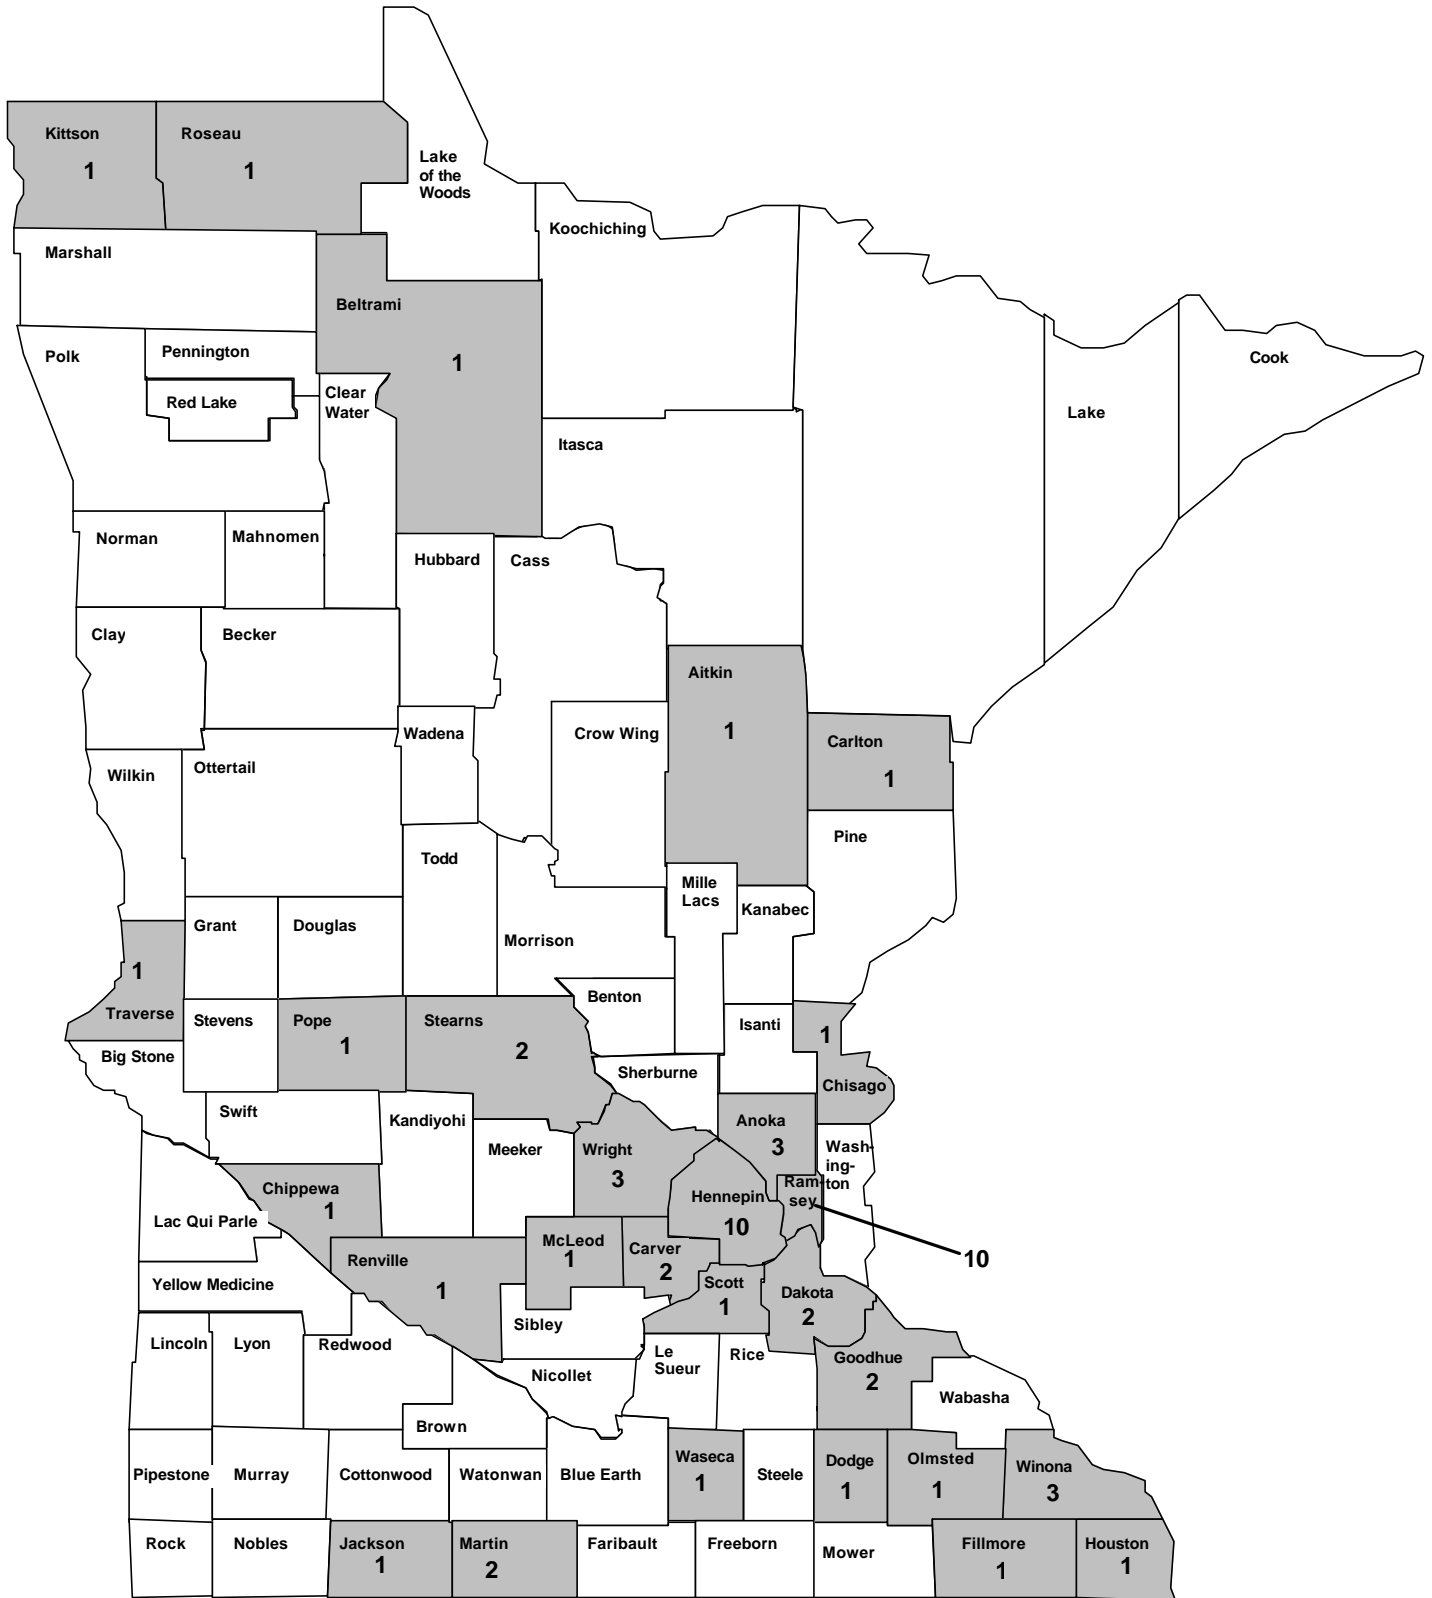 Kittson
1
Roseau
1
Lake
of the
Woods
Koochiching
Marshall
Beltrami
1
Polk
Pennington
Red Lake
Clear
Water
Itasca
Lake
Cook
Norman
Mahnomen
Hubbard
Cass
Clay
Becker
Aitkin
1
Wadena
Crow Wing
Carlton
1
Wilkin
Ottertail
Pine
Todd
Mille
Lacs
Kanabec
Grant
Douglas
Morrison
1
Traverse
Benton
Stevens
Pope
1
Stearns
2
Isanti
1
Chisago
Big Stone
Sherburne
Swift
Kandiyohi
Anoka
3
Meeker
Wright
3
Wash-
ing-
ton
Chippewa
1
Hennepin
10
Ram-
sey
10
Lac Qui Parle
McLeod
1
Carver
2
Renville
1
Yellow Medicine
Scott
1
Dakota
2
Sibley
Lincoln
Lyon
Redwood
Le
Sueur
Rice
Goodhue
2
Nicollet
Wabasha
Brown
Pipestone
Murray
Cottonwood
Watonwan
Blue Earth
Waseca
1
Steele
Dodge
1
Olmsted
1
Winona
3
Rock
Nobles
Jackson
1
Martin
2
Faribault
Freeborn
Mower
Fillmore
1
Houston
1